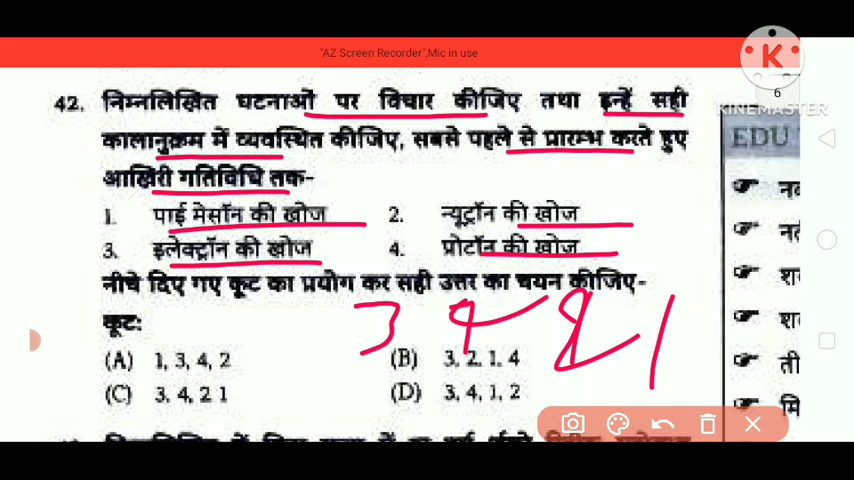 "AZ Screen Recorder",Mic in use
K
6
KINEMASTER
42. निम्नलिखित घटनाओं पर विचार कीजिए तथा इन्हें सही
कालानुक्रम में व्यवस्थित कीजिए, सबसे पहले से प्रारम्भ करते हुए
आखिरी गतिविधि तक-
1. पाई मेसॉन की खोज 2. न्यूट्रॉन की खोज
3. इलेक्ट्रॉन की खोज 4. प्रोटॉन की खोज
नीचे दिए गए कूट का प्रयोग कर सही उत्तर का चयन कीजिए-
कूट:
3 4 2 1
(A) 1, 3, 4, 2 (B) 3, 2, 1, 4
(C) 3, 4, 2 1 (D) 3, 4, 1, 2
EDU